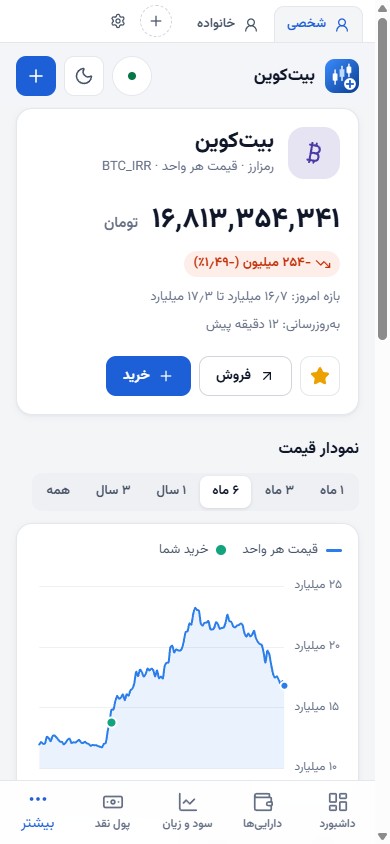 شخصی
خانواده
بیت‌کوین
بیت‌کوین
رمزارز · قیمت هر واحد · BTC_IRR
۱۶,۸۱۳,۳۵۴,۳۴۱ تومان
-۲۵۴ میلیون (-۱٫۴۹٪)
بازه امروز: ۱۶٫۷ میلیارد تا ۱۷٫۳ میلیارد
به‌روزرسانی: ۱۲ دقیقه پیش
فروش
خرید
نمودار قیمت
۱ ماه
۳ ماه
۶ ماه
۱ سال
۳ سال
همه
قیمت هر واحد
خرید شما
۲۵ میلیارد
۲۰ میلیارد
۱۵ میلیارد
۱۰ میلیارد
داشبورد
دارایی‌ها
سود و زیان
پول نقد
بیشتر